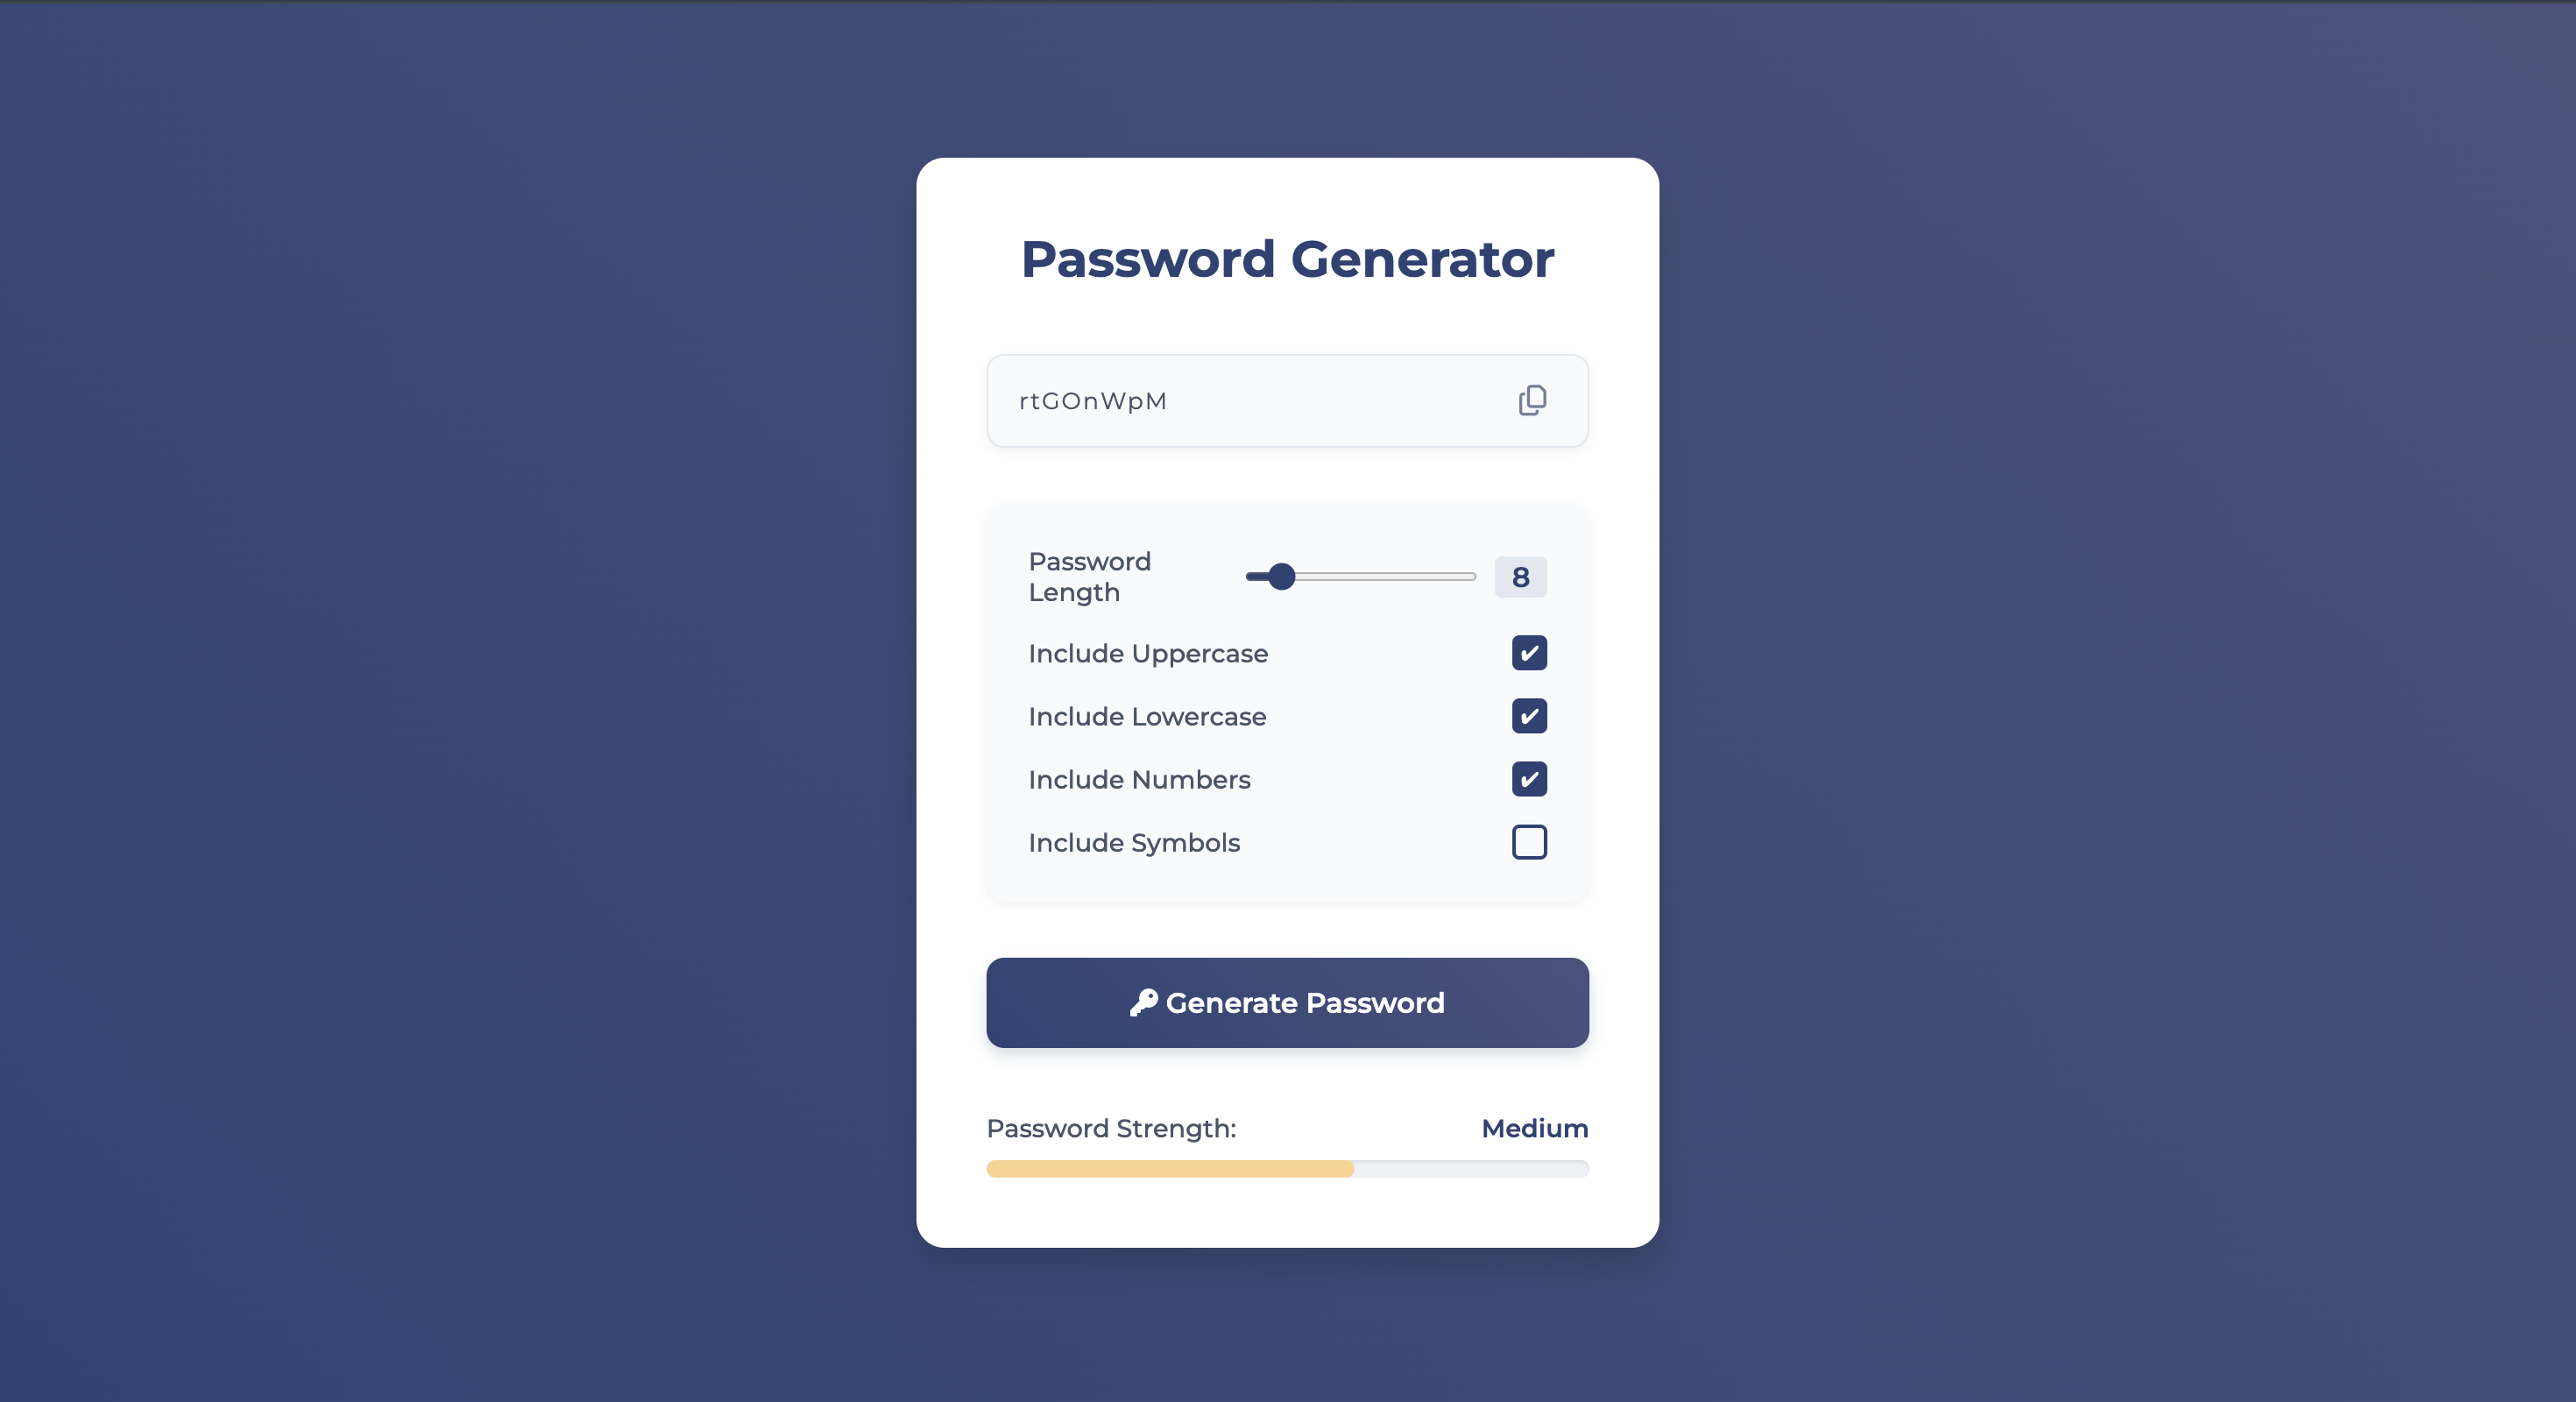 Password Generator
rtGOnWpM
Password
Length
8
Include Uppercase
Include Lowercase
Include Numbers
Include Symbols
Generate Password
Password Strength: Medium